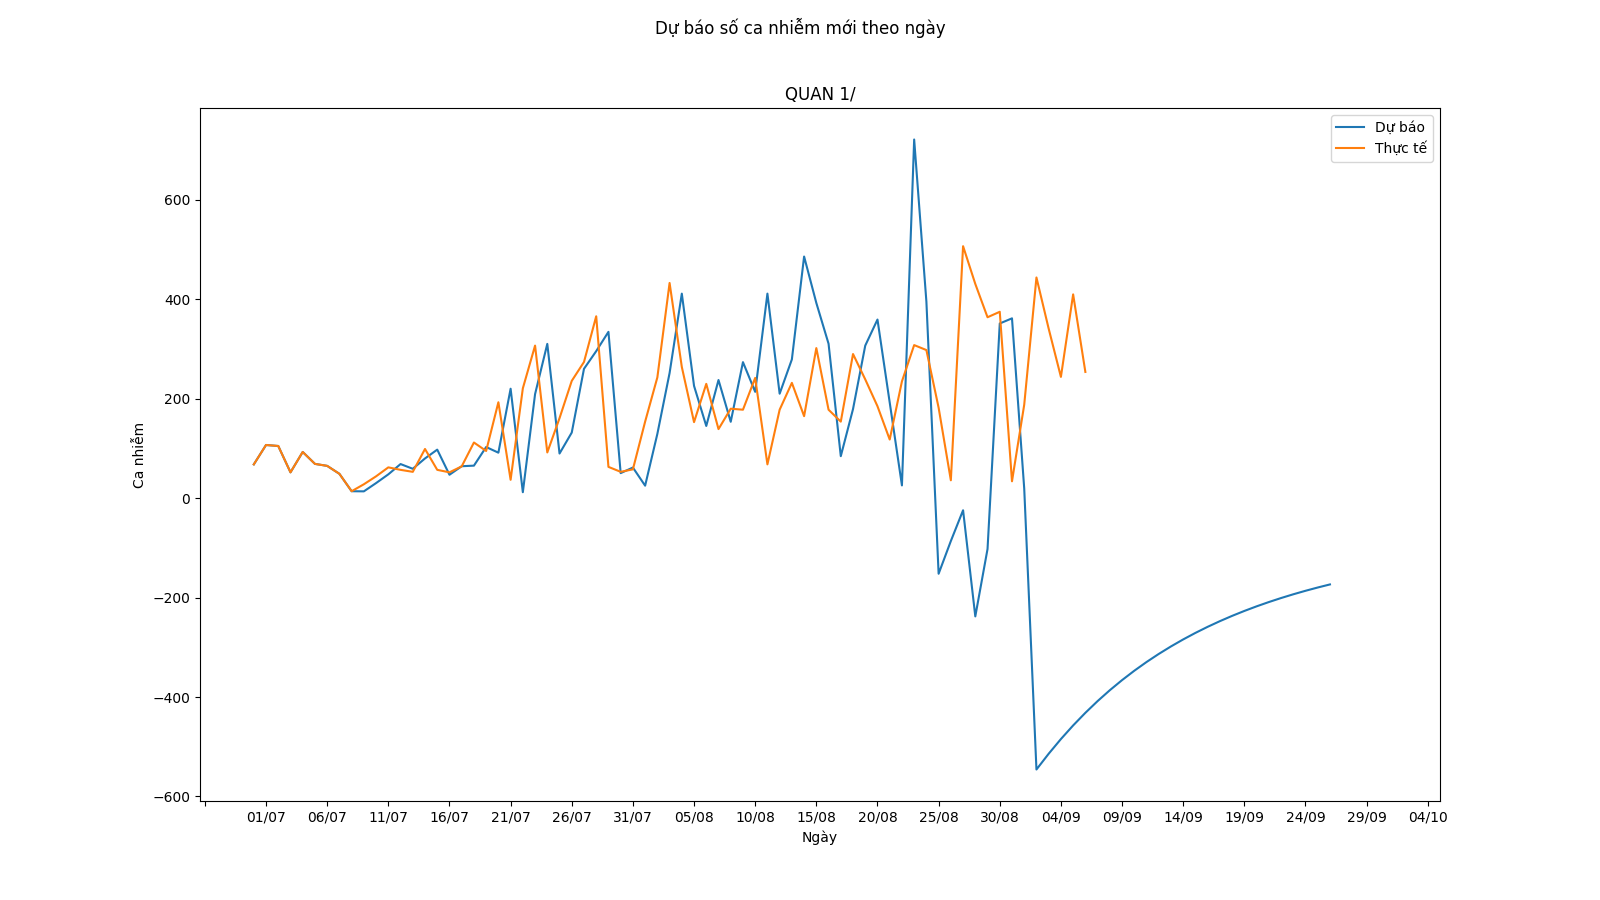 Dự báo số ca nhiễm mới theo ngày
QUAN 1/
Dự báo
Thực tế
Ca nhiễm
600
400
200
0
−200
−400
−600
01/07 06/07 11/07 16/07 21/07 26/07 31/07 05/08 10/08 15/08 20/08 25/08 30/08 04/09 09/09 14/09 19/09 24/09 29/09 04/10
Ngày